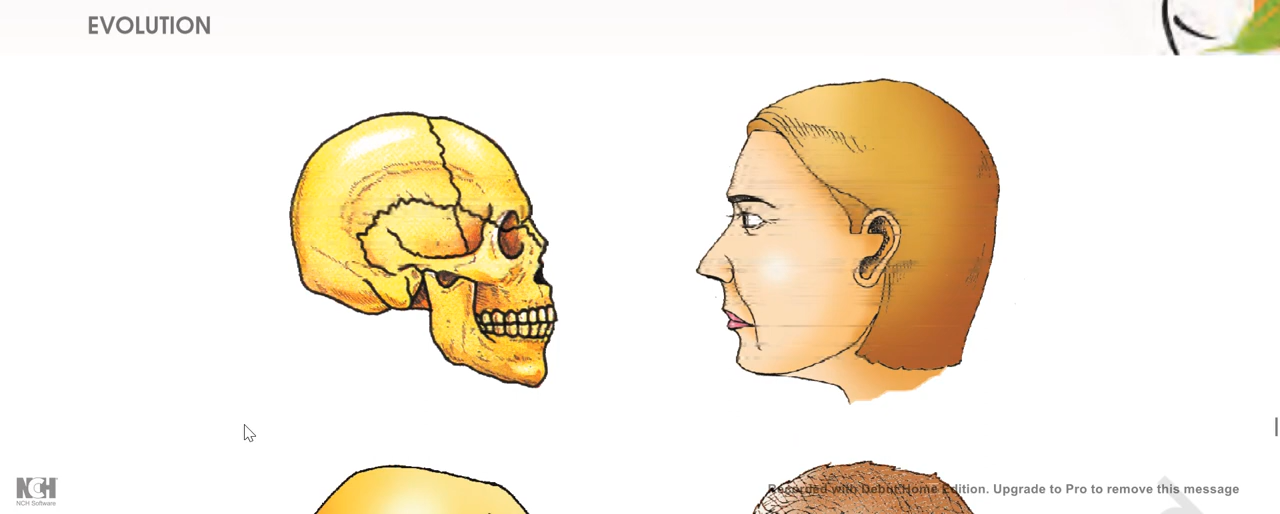 EVOLUTION
Recorded with Debut Home Edition. Upgrade to Pro to remove this message
NCH
NCH Software